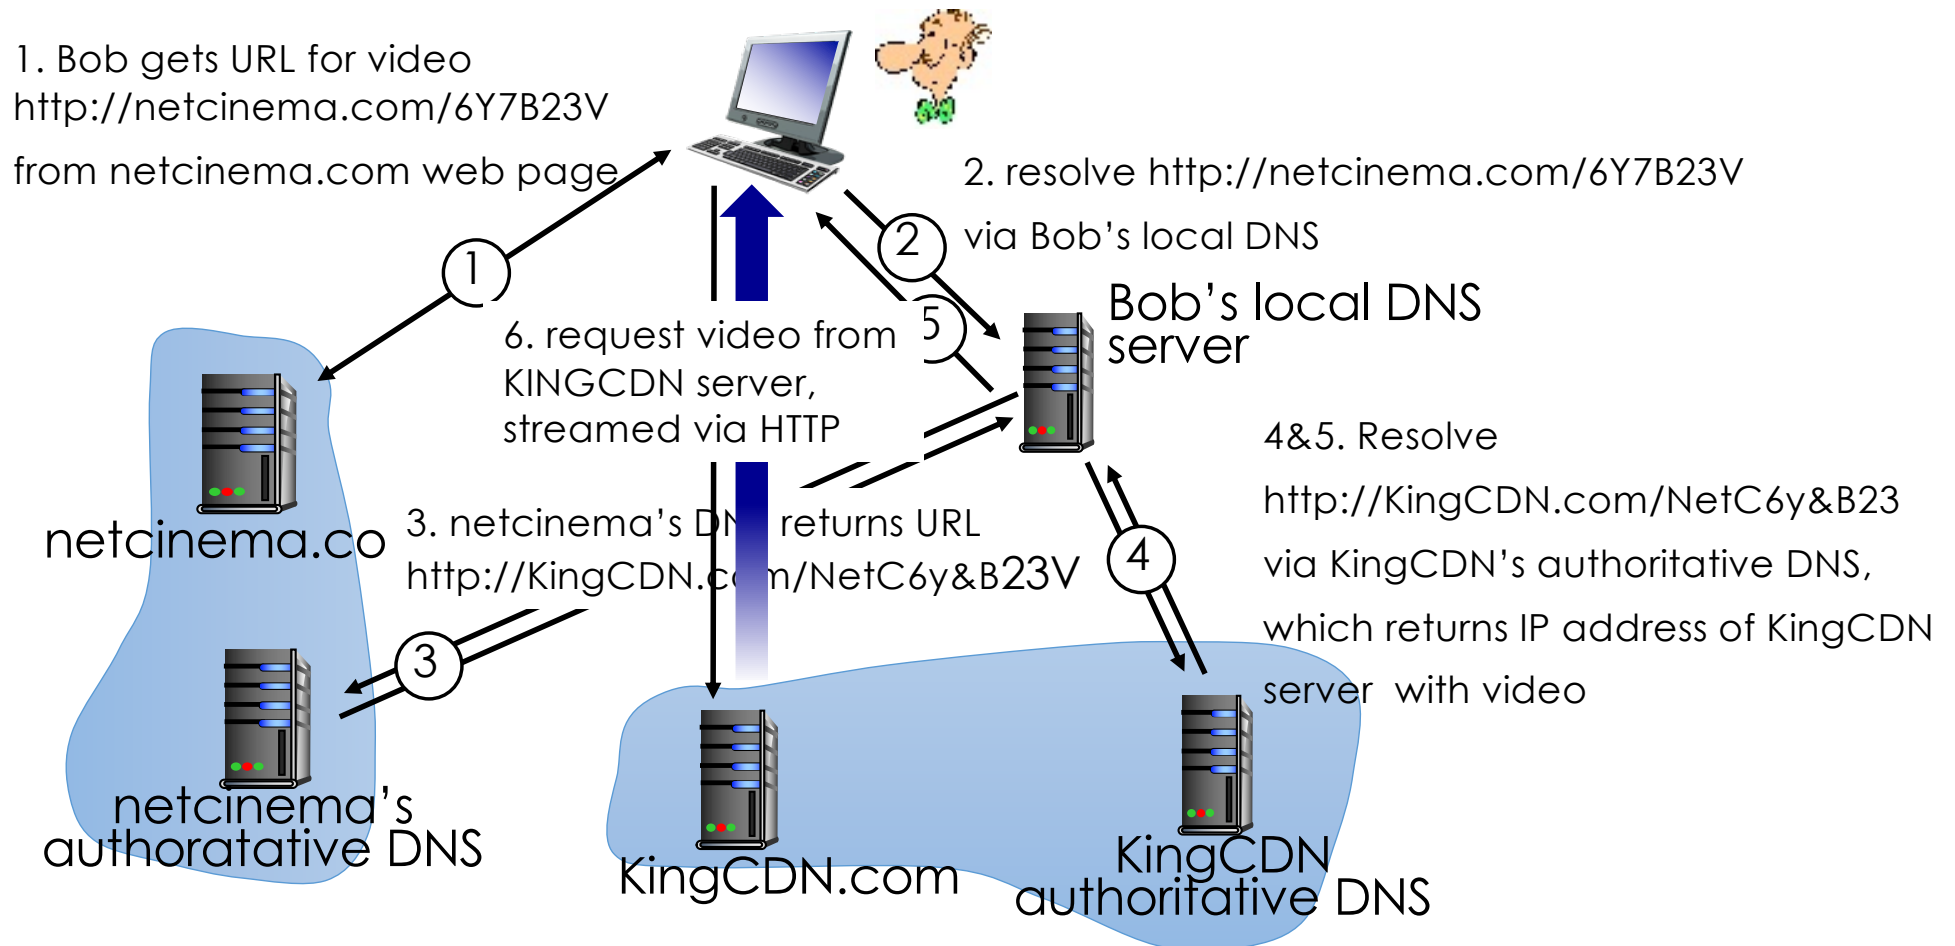 1. Bob gets URL for video
http://netcinema.com/6Y7B23V
from netcinema.com web page
2. resolve http://netcinema.com/6Y7B23V
via Bob's local DNS
1
2
5
Bob's local DNS
server
6. request video from
KINGCDN server,
streamed via HTTP
4&5. Resolve
http://KingCDN.com/NetC6y&B23
via KingCDN's authoritative DNS,
which returns IP address of KingCDN
server with video
netcinema.co
3. netcinema's DNS returns URL
http://KingCDN.com/NetC6y&B23V
4
3
netcinema's
authoratative DNS
KingCDN.com
KingCDN
authoritative DNS